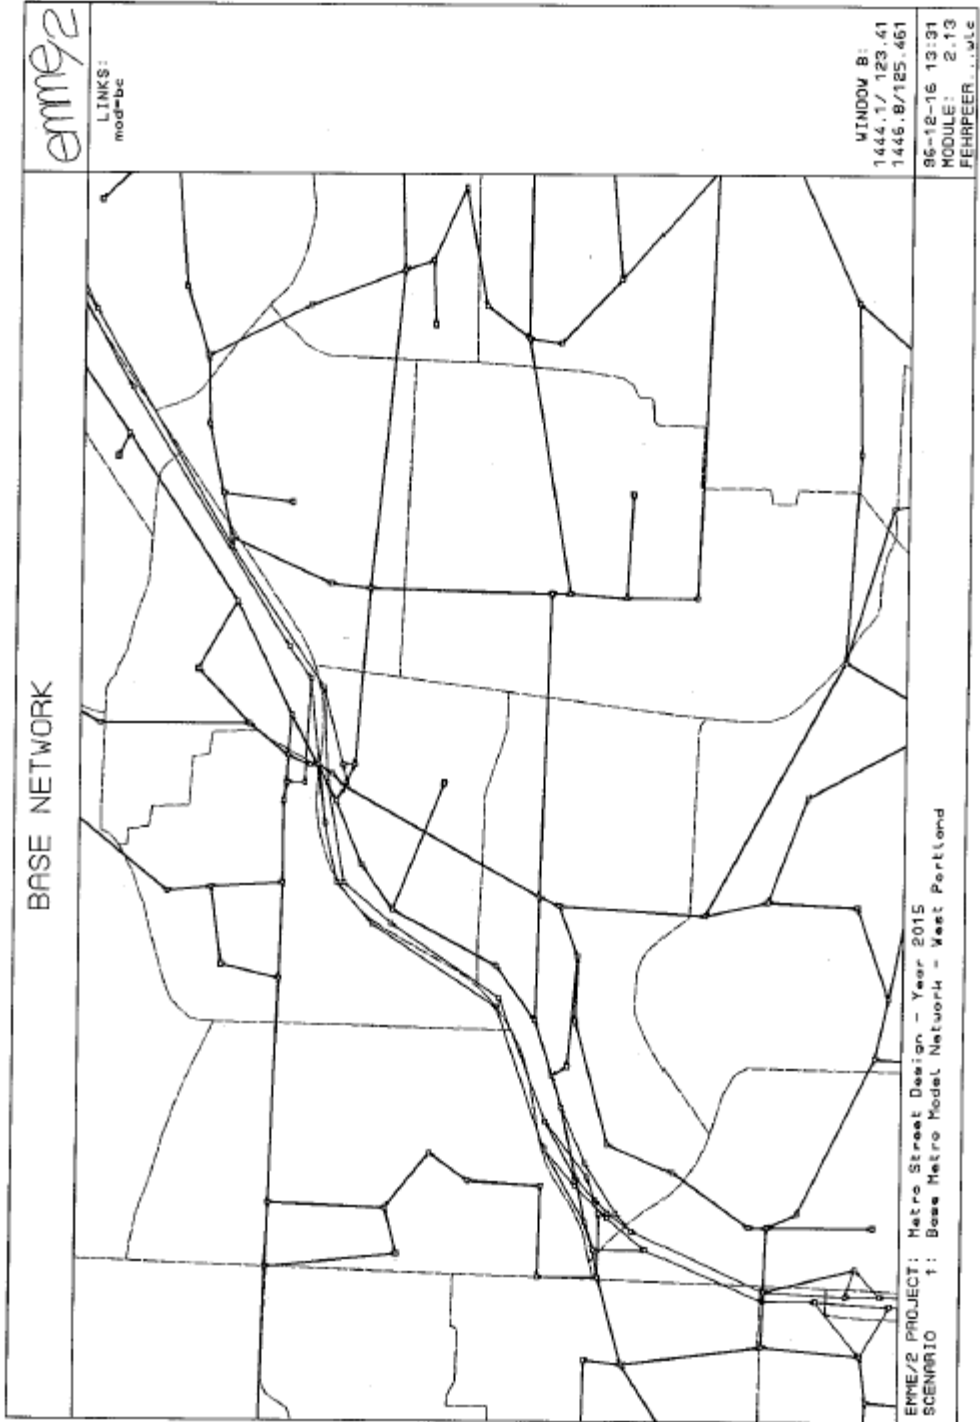 BASE NETWORK
emme/2
LINKS:
mod=bc
WINDOW B:
1444.1/ 123.41
1446.8/125.461
EMME/2 PROJECT: Metro Street Design - Year 2015
SCENARIO 1: Base Metro Model Network - West Portland
96-12-16 13:31
MODULE: 2.13
FEHRPEER...wlc